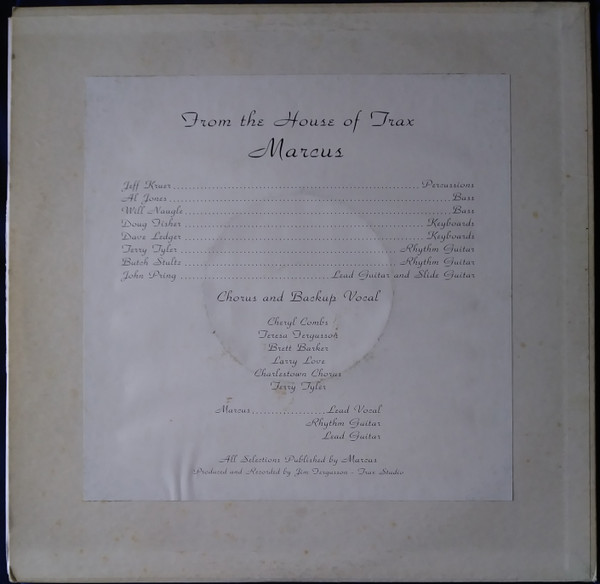 From the House of Trax
Marcus
Jeff Kruer........................................Percussions
Al Jones........................................Bass
Will Naugle........................................Bass
Doug Fisher........................................Keyboards
Dave Ledger........................................Keyboards
Terry Tyler........................................Rhythm Guitar
Butch Stultz........................................Rhythm Guitar
John Pring........................................Lead Guitar and Slide Guitar
Chorus and Backup Vocal
Cheryl Combs
Teresa Fergusson
Brett Barker
Larry Love
Charlestown Chorus
Terry Tyler
Marcus....................Lead Vocal
Rhythm Guitar
Lead Guitar
All Selections Published by Marcus
Produced and Recorded by Jim Fergusson - Trax Studio